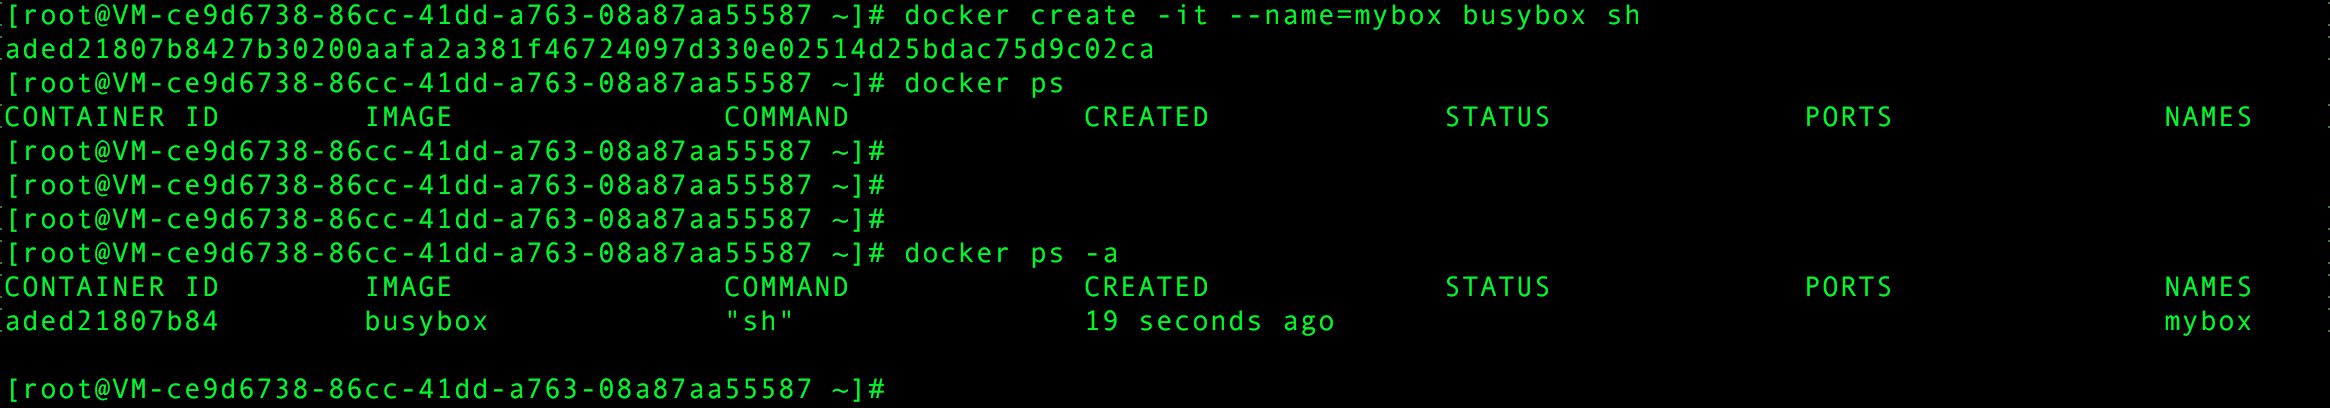 [root@VM-ce9d6738-86cc-41dd-a763-08a87aa55587 ~]# docker create -it --name=mybox busybox sh
aded21807b8427b30200aafa2a381f46724097d330e02514d25bdac75d9c02ca
[root@VM-ce9d6738-86cc-41dd-a763-08a87aa55587 ~]# docker ps
CONTAINER ID        IMAGE               COMMAND             CREATED             STATUS              PORTS               NAMES
[root@VM-ce9d6738-86cc-41dd-a763-08a87aa55587 ~]#
[root@VM-ce9d6738-86cc-41dd-a763-08a87aa55587 ~]#
[root@VM-ce9d6738-86cc-41dd-a763-08a87aa55587 ~]#
[root@VM-ce9d6738-86cc-41dd-a763-08a87aa55587 ~]# docker ps -a
CONTAINER ID        IMAGE               COMMAND             CREATED             STATUS              PORTS               NAMES
aded21807b84        busybox             "sh"                19 seconds ago                                              mybox
[root@VM-ce9d6738-86cc-41dd-a763-08a87aa55587 ~]#